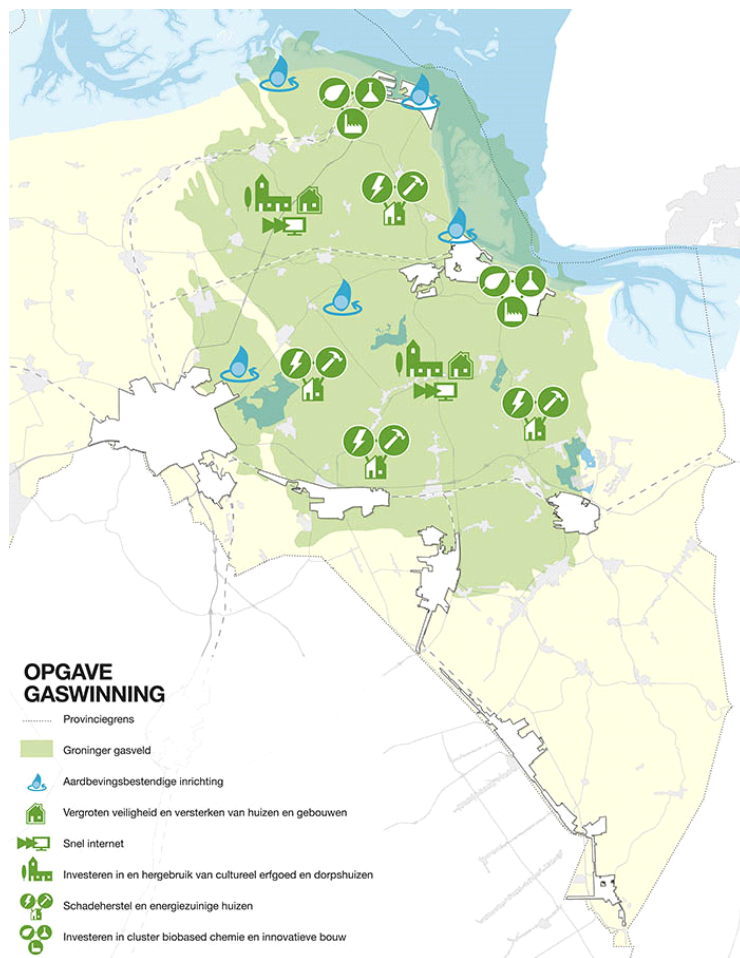 OPGAVE
GASWINNING
Provinciegrens
Groninger gasveld
Aardbevingsbestendige inrichting
Vergroten veiligheid en versterken van huizen en gebouwen
Snel internet
Investeren in en hergebruik van cultureel erfgoed en dorpshuizen
Schadeherstel en energiezuinige huizen
Investeren in cluster biobased chemie en innovatieve bouw